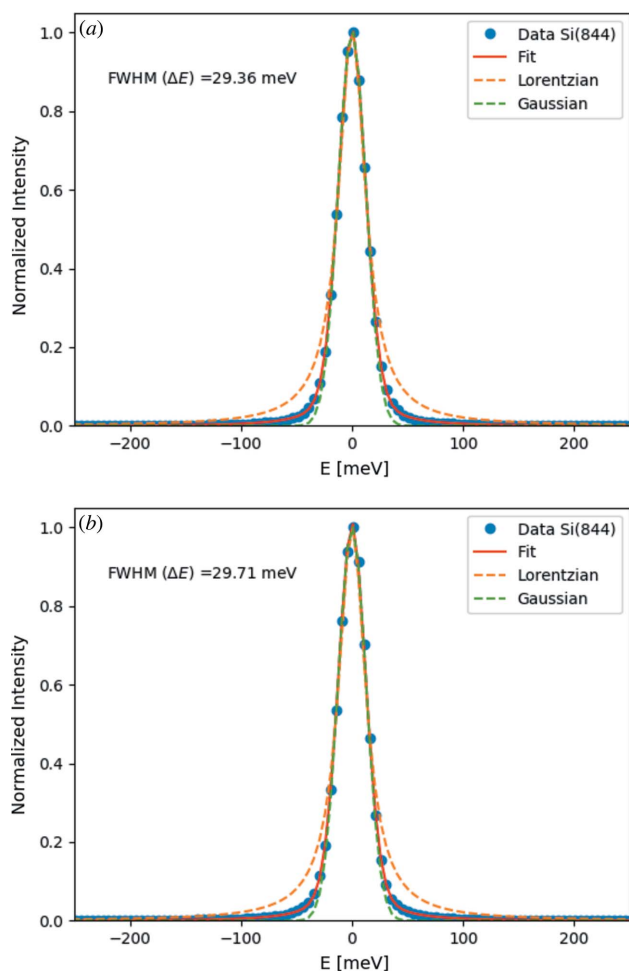 (a)
1.0
0.8
0.6
0.4
0.2
0.0
Normalized Intensity
FWHM (ΔE) =29.36 meV
Data Si(844)
Fit
Lorentzian
Gaussian
−200 −100 0 100 200
E [meV]
(b)
1.0
0.8
0.6
0.4
0.2
0.0
Normalized Intensity
FWHM (ΔE) =29.71 meV
Data Si(844)
Fit
Lorentzian
Gaussian
−200 −100 0 100 200
E [meV]